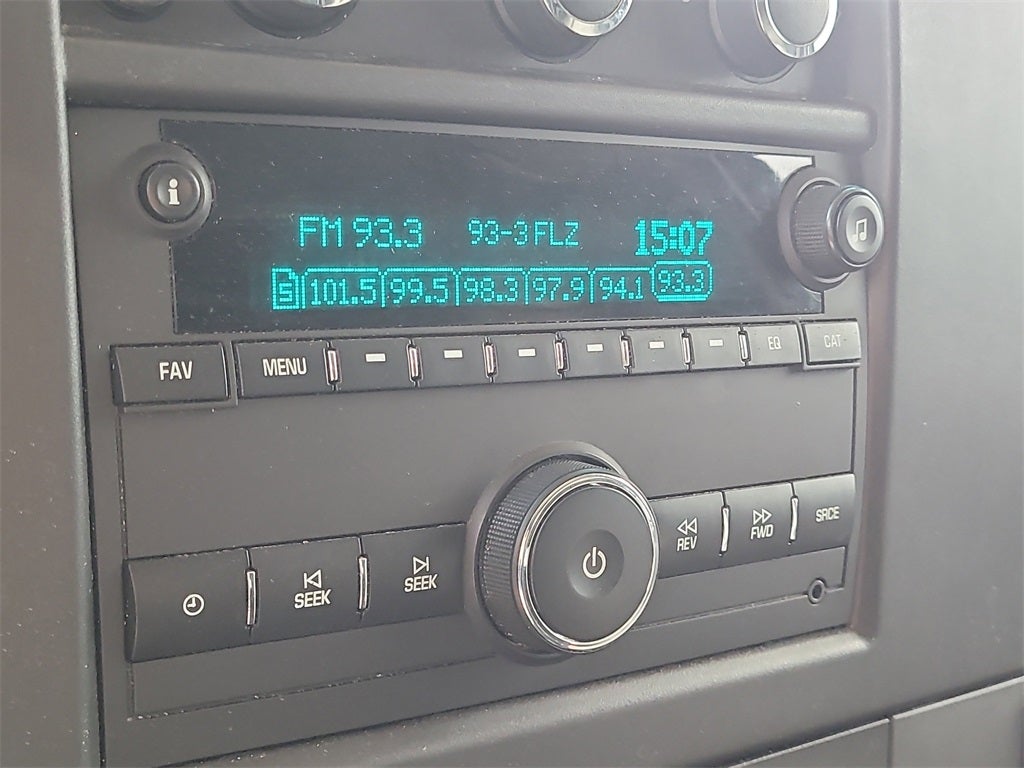 i
FM 93.3 93-3 FLZ 15:07
5 101.5 99.5 98.3 97.9 94.1 93.3
FAV MENU EQ CAT
SEEK SEEK REV FWD SRCE